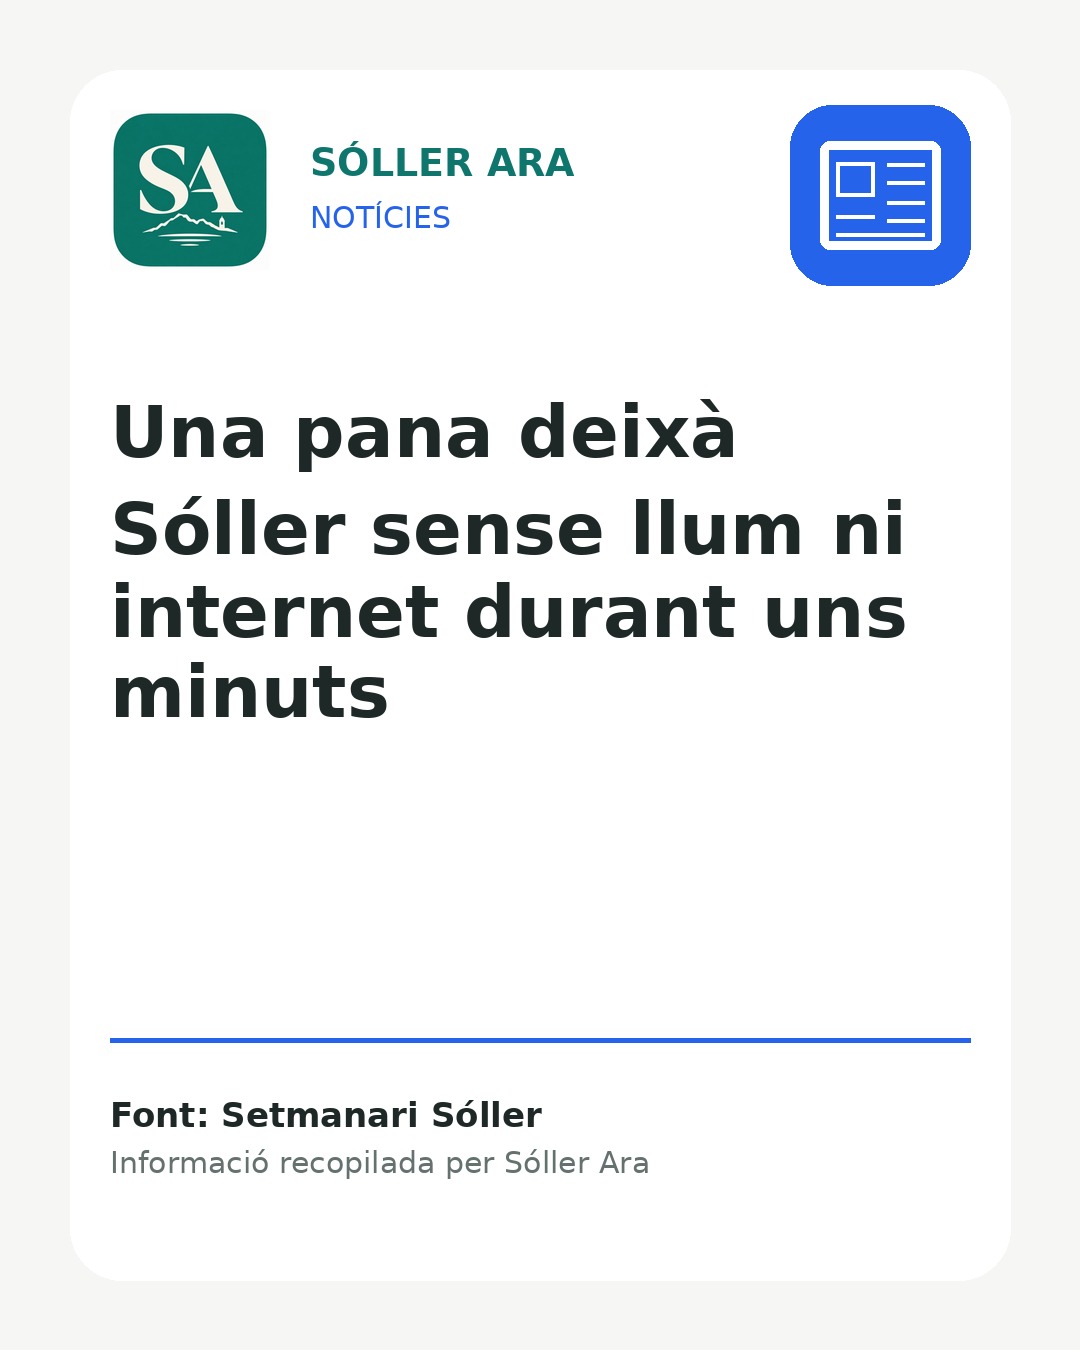 SA
SÓLLER ARA
NOTÍCIES
Una pana deixà
Sóller sense llum ni
internet durant uns
minuts
Font: Setmanari Sóller
Informació recopilada per Sóller Ara